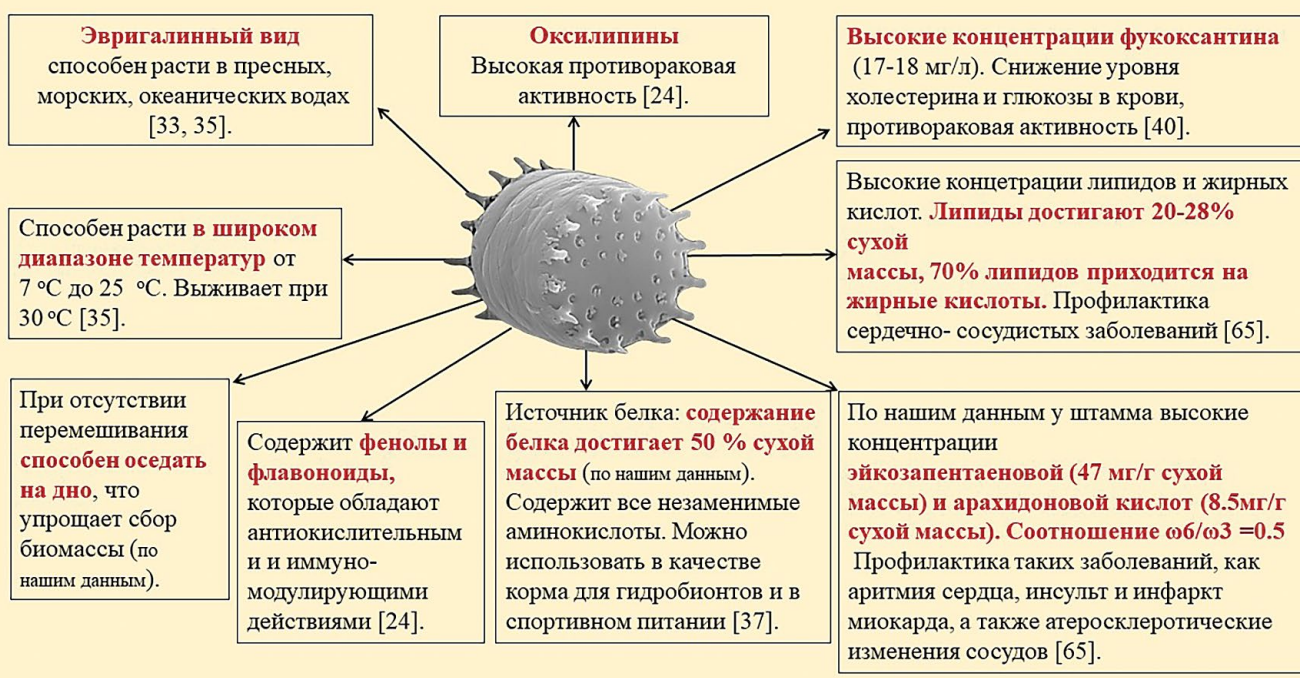 Эвригалинный вид
способен расти в пресных,
морских, океанических водах
[33, 35].
Оксилипины
Высокая противораковая
активность [24].
Высокие концентрации фукоксантина
(17-18 мг/л). Снижение уровня
холестерина и глюкозы в крови,
противораковая активность [40].
Способен расти в широком
диапазоне температур от
7 ºС до 25 ºС. Выживает при
30 ºС [35].
Высокие концетрации липидов и жирных
кислот. Липиды достигают 20-28%
сухой
массы, 70% липидов приходится на
жирные кислоты. Профилактика
сердечно- сосудистых заболеваний [65].
При отсутствии
перемешивания
способен оседать
на дно, что
упрощает сбор
биомассы (по
нашим данным).
Содержит фенолы и
флавоноиды,
которые обладают
антиокислительным
и и иммуно-
модулирующими
действиями [24].
Источник белка: содержание
белка достигает 50 % сухой
массы (по нашим данным).
Содержит все незаменимые
аминокислоты. Можно
использовать в качестве
корма для гидробионтов и в
спортивном питании [37].
По нашим данным у штамма высокие
концентрации
эйкозапентаеновой (47 мг/г сухой
массы) и арахидоновой кислот (8.5мг/г
сухой массы). Соотношение ω6/ω3 =0.5
Профилактика таких заболеваний, как
аритмия сердца, инсульт и инфаркт
миокарда, а также атеросклеротические
изменения сосудов [65].